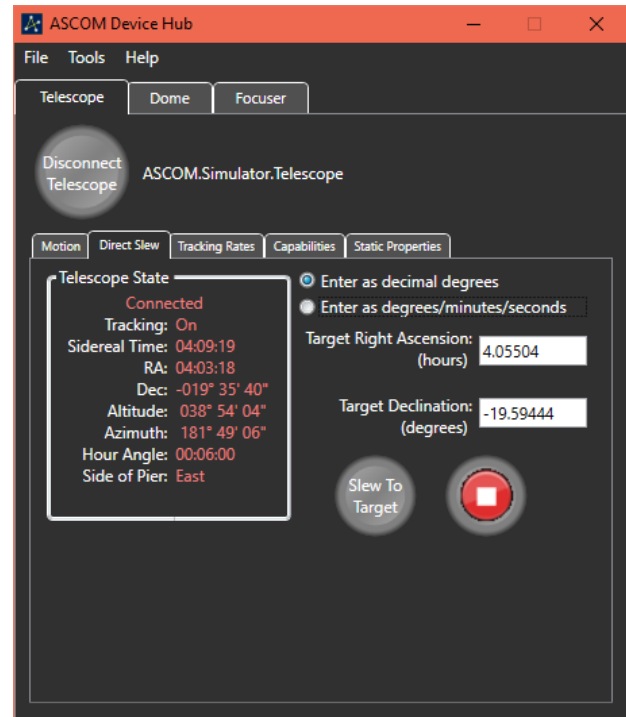 ASCOM Device Hub
File Tools Help
Telescope Dome Focuser
Disconnect
Telescope
ASCOM.Simulator.Telescope
Motion Direct Slew Tracking Rates Capabilities Static Properties
Telescope State
Connected
Tracking: On
Sidereal Time: 04:09:19
RA: 04:03:18
Dec: -019° 35' 40"
Altitude: 038° 54' 04"
Azimuth: 181° 49' 06"
Hour Angle: 00:06:00
Side of Pier: East
Enter as decimal degrees
Enter as degrees/minutes/seconds
Target Right Ascension:
(hours)
4.05504
Target Declination:
(degrees)
-19.59444
Slew To
Target